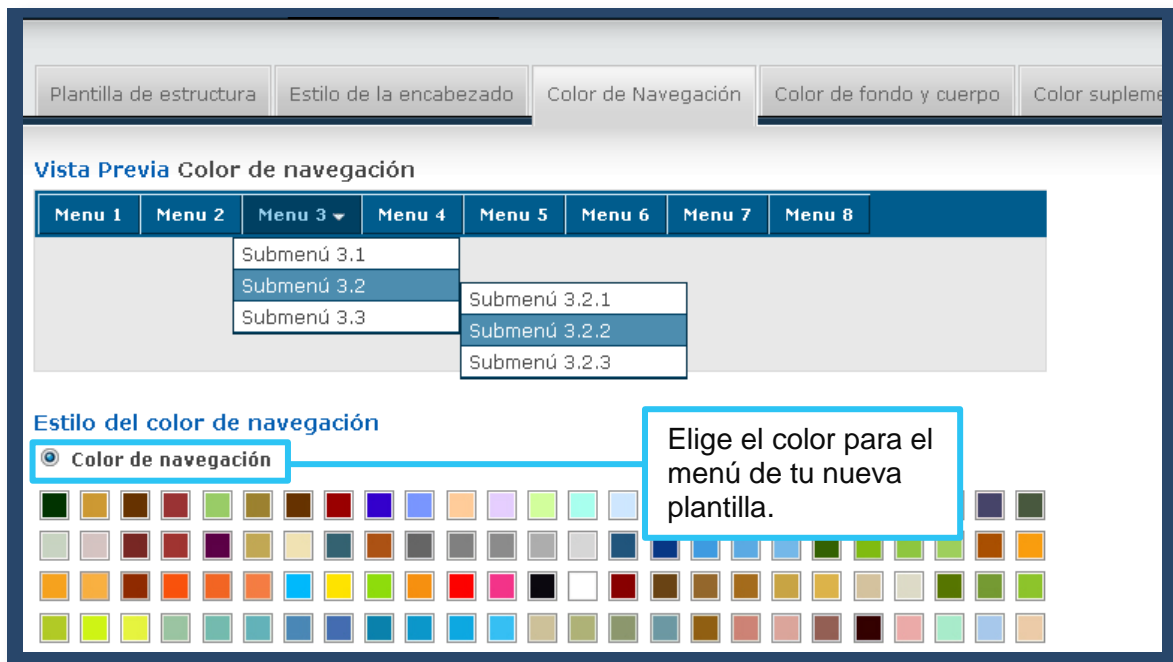 Plantilla de estructura
Estilo de la encabezado
Color de Navegación
Color de fondo y cuerpo
Color
Vista Previa Color de navegación
Menu 1
Menu 2
Menu 3
Menu 4
Menu 5
Menu 6
Menu 7
Menu 8
Submenú 3.1
Submenú 3.2
Submenú 3.3
Submenú 3.2.1
Submenú 3.2.2
Submenú 3.2.3
Estilo del color de navegación
Color de navegación
Elige el color para el
menú de tu nueva
plantilla.